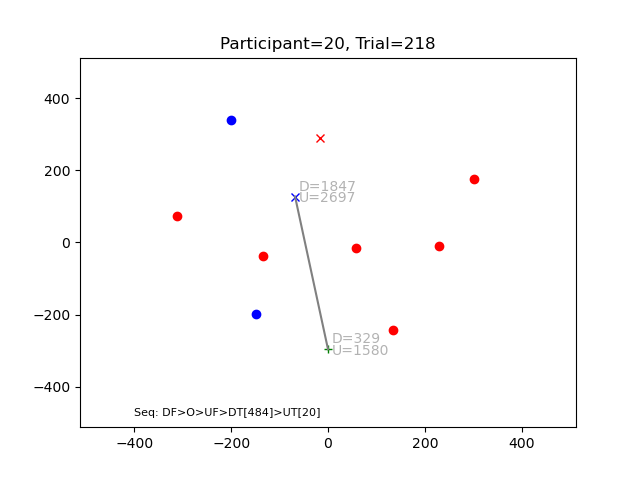 Participant=20, Trial=218
400
200
0
−200
−400
D=1847
U=2697
D=329
U=1580
Seq: DF>O>UF>DT[484]>UT[20]
−400
−200
0
200
400